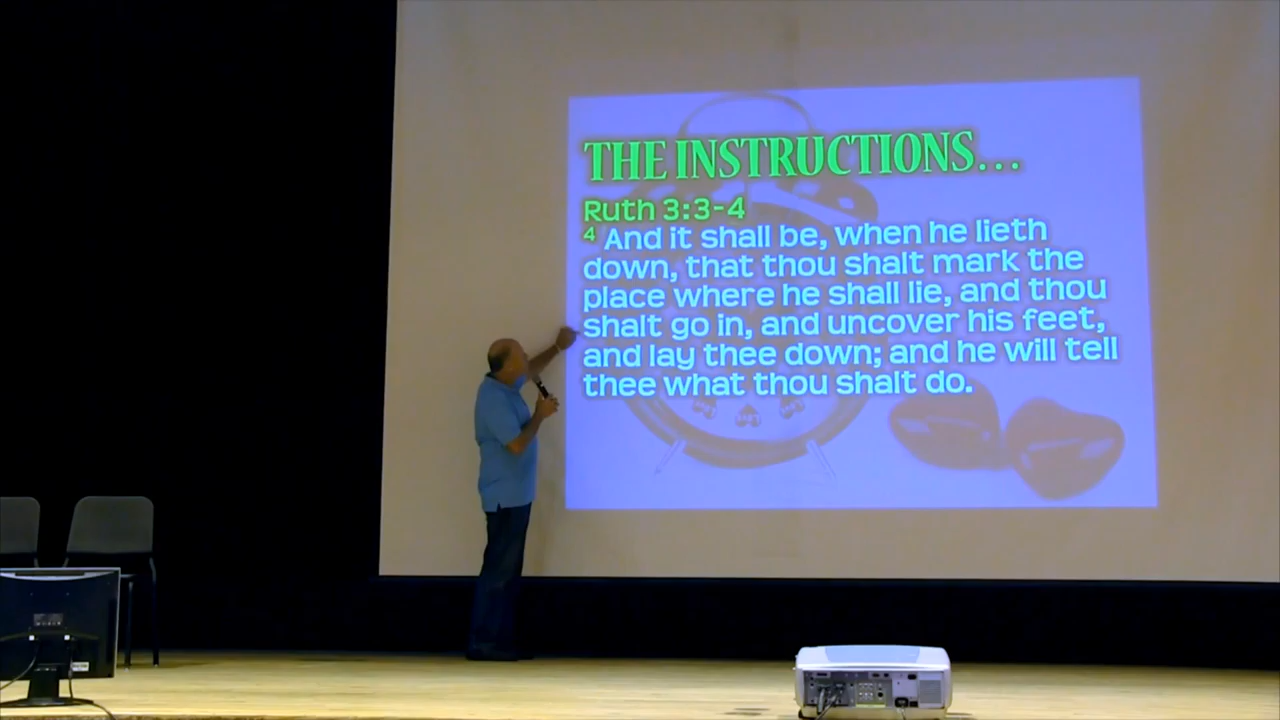 THE INSTRUCTIONS...
Ruth 3:3-4
4 And it shall be, when he lieth
down, that thou shalt mark the
place where he shall lie, and thou
shalt go in, and uncover his feet,
and lay thee down; and he will tell
thee what thou shalt do.